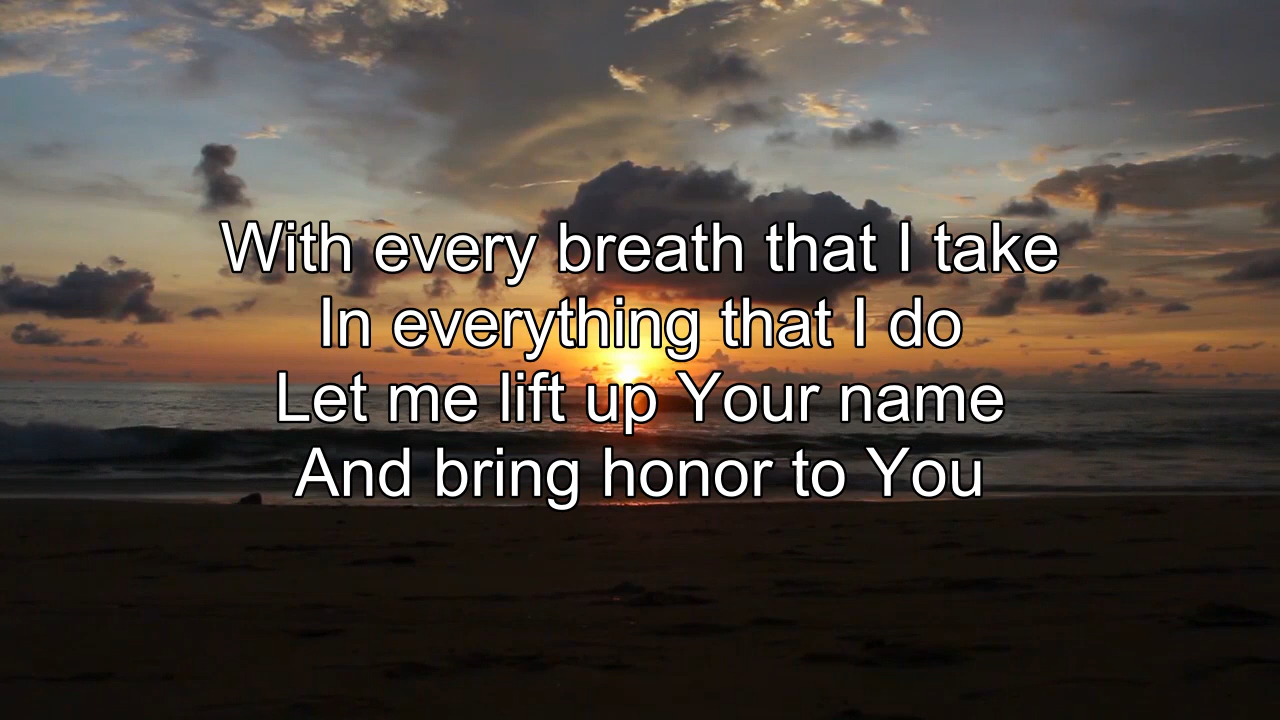 With every breath that I take
In everything that I do
Let me lift up Your name
And bring honor to You